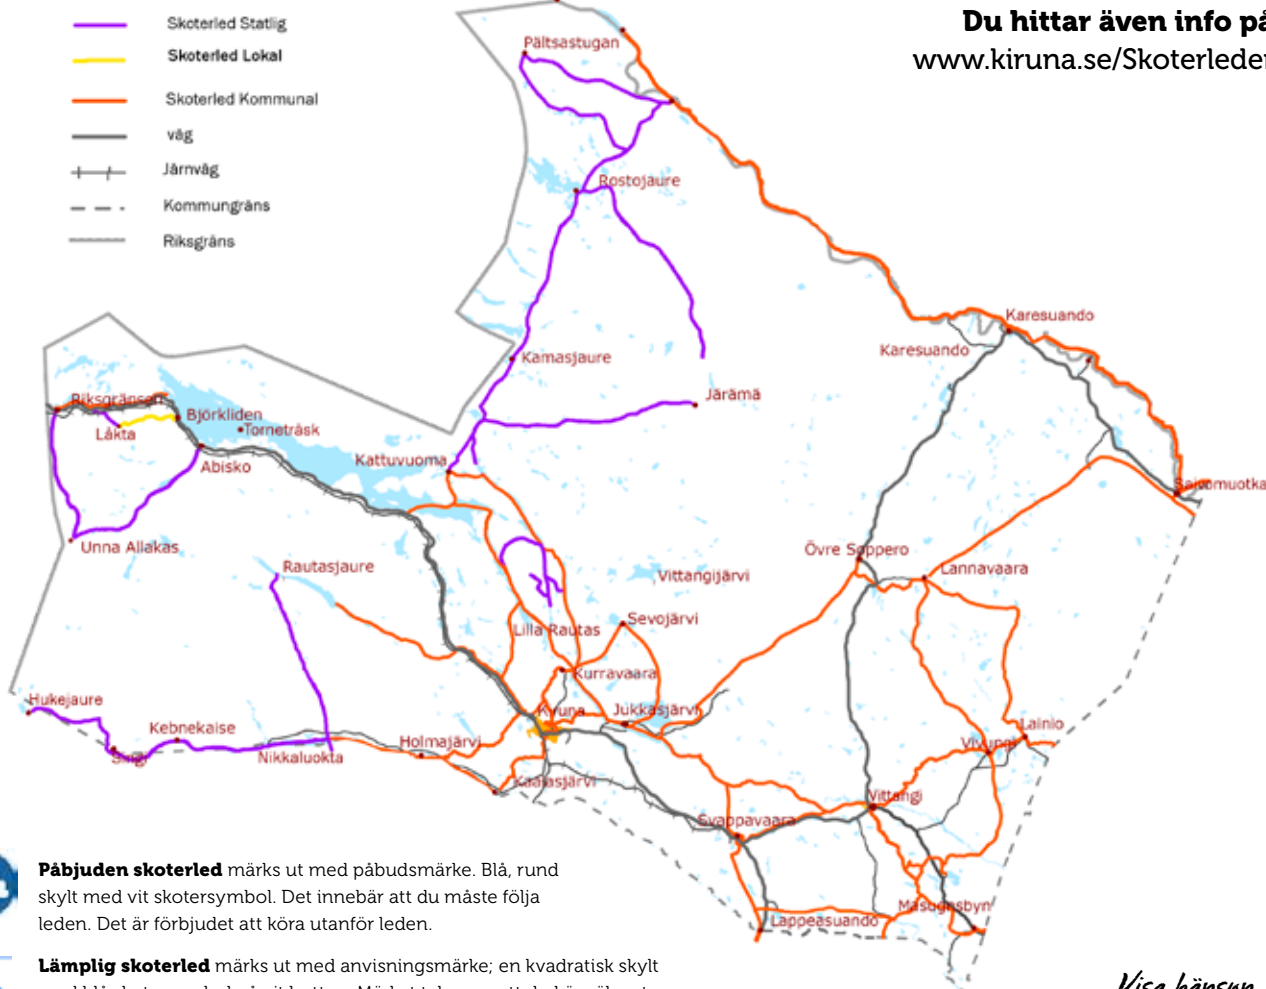 Skoterled Statlig
Skoterled Lokal
Skoterled Kommunal
väg
Järnväg
Kommungräns
Riksgräns
Du hittar även info på
www.kiruna.se/Skoterleder
Pältsastugan
Rostojaure
Kamasjaure
Järämä
Karesuando
Karesuando
Riksgränsen
Låkta
Björkliden
Torneträsk
Abisko
Kattuvuoma
Saivomuotka
Unna Allakas
Rautasjaure
Övre Soppero
Lannavaara
Vittangijärvi
Lilla Rautas
Sevojärvi
Kurravaara
Hukejaure
Kebnekaise
Singi
Nikkaluokta
Holmajärvi
Kiruna
Jukkasjärvi
Kaalasjärvi
Lainio
Vivungi
Vittangi
Svappavaara
Lappeasuando
Masugnsbyn
Påbjuden skoterled märks ut med påbudsmärke. Blå, rund
skylt med vit skotersymbol. Det innebär att du måste följa
leden. Det är förbjudet att köra utanför leden.
Lämplig skoterled märks ut med anvisningsmärke; en kvadratisk skylt